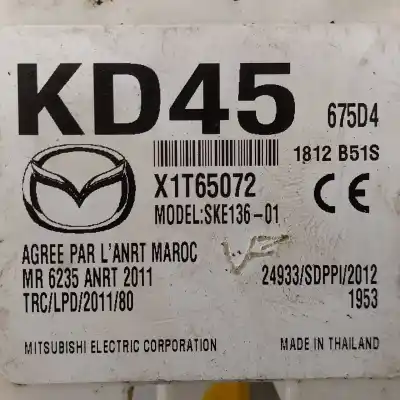 KD45 675D4
1812 B51S
X1T65072
MODEL:SKE136-01
CE
AGREE PAR L'ANRT MAROC
MR 6235 ANRT 2011
24933/SDPPI/2012
TRC/LPD/2011/80
1953
MITSUBISHI ELECTRIC CORPORATION
MADE IN THAILAND